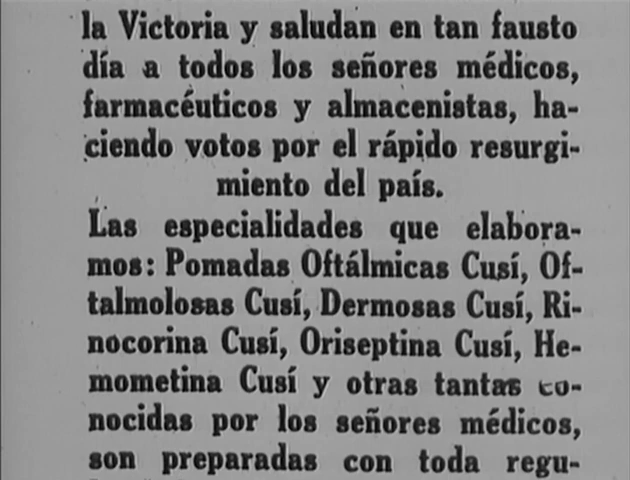 la Victoria y saludan en tan fausto
día a todos los señores médicos,
farmacéuticos y almacenistas, ha-
ciendo votos por el rápido resurgi-
miento del país.
Las especialidades que elabora-
mos: Pomadas Oftálmicas Cusí, Of-
talmolosas Cusí, Dermosas Cusí, Ri-
nocorina Cusí, Oriseptina Cusí, He-
mometina Cusí y otras tantas co-
nocidas por los señores médicos,
son preparadas con toda regu-